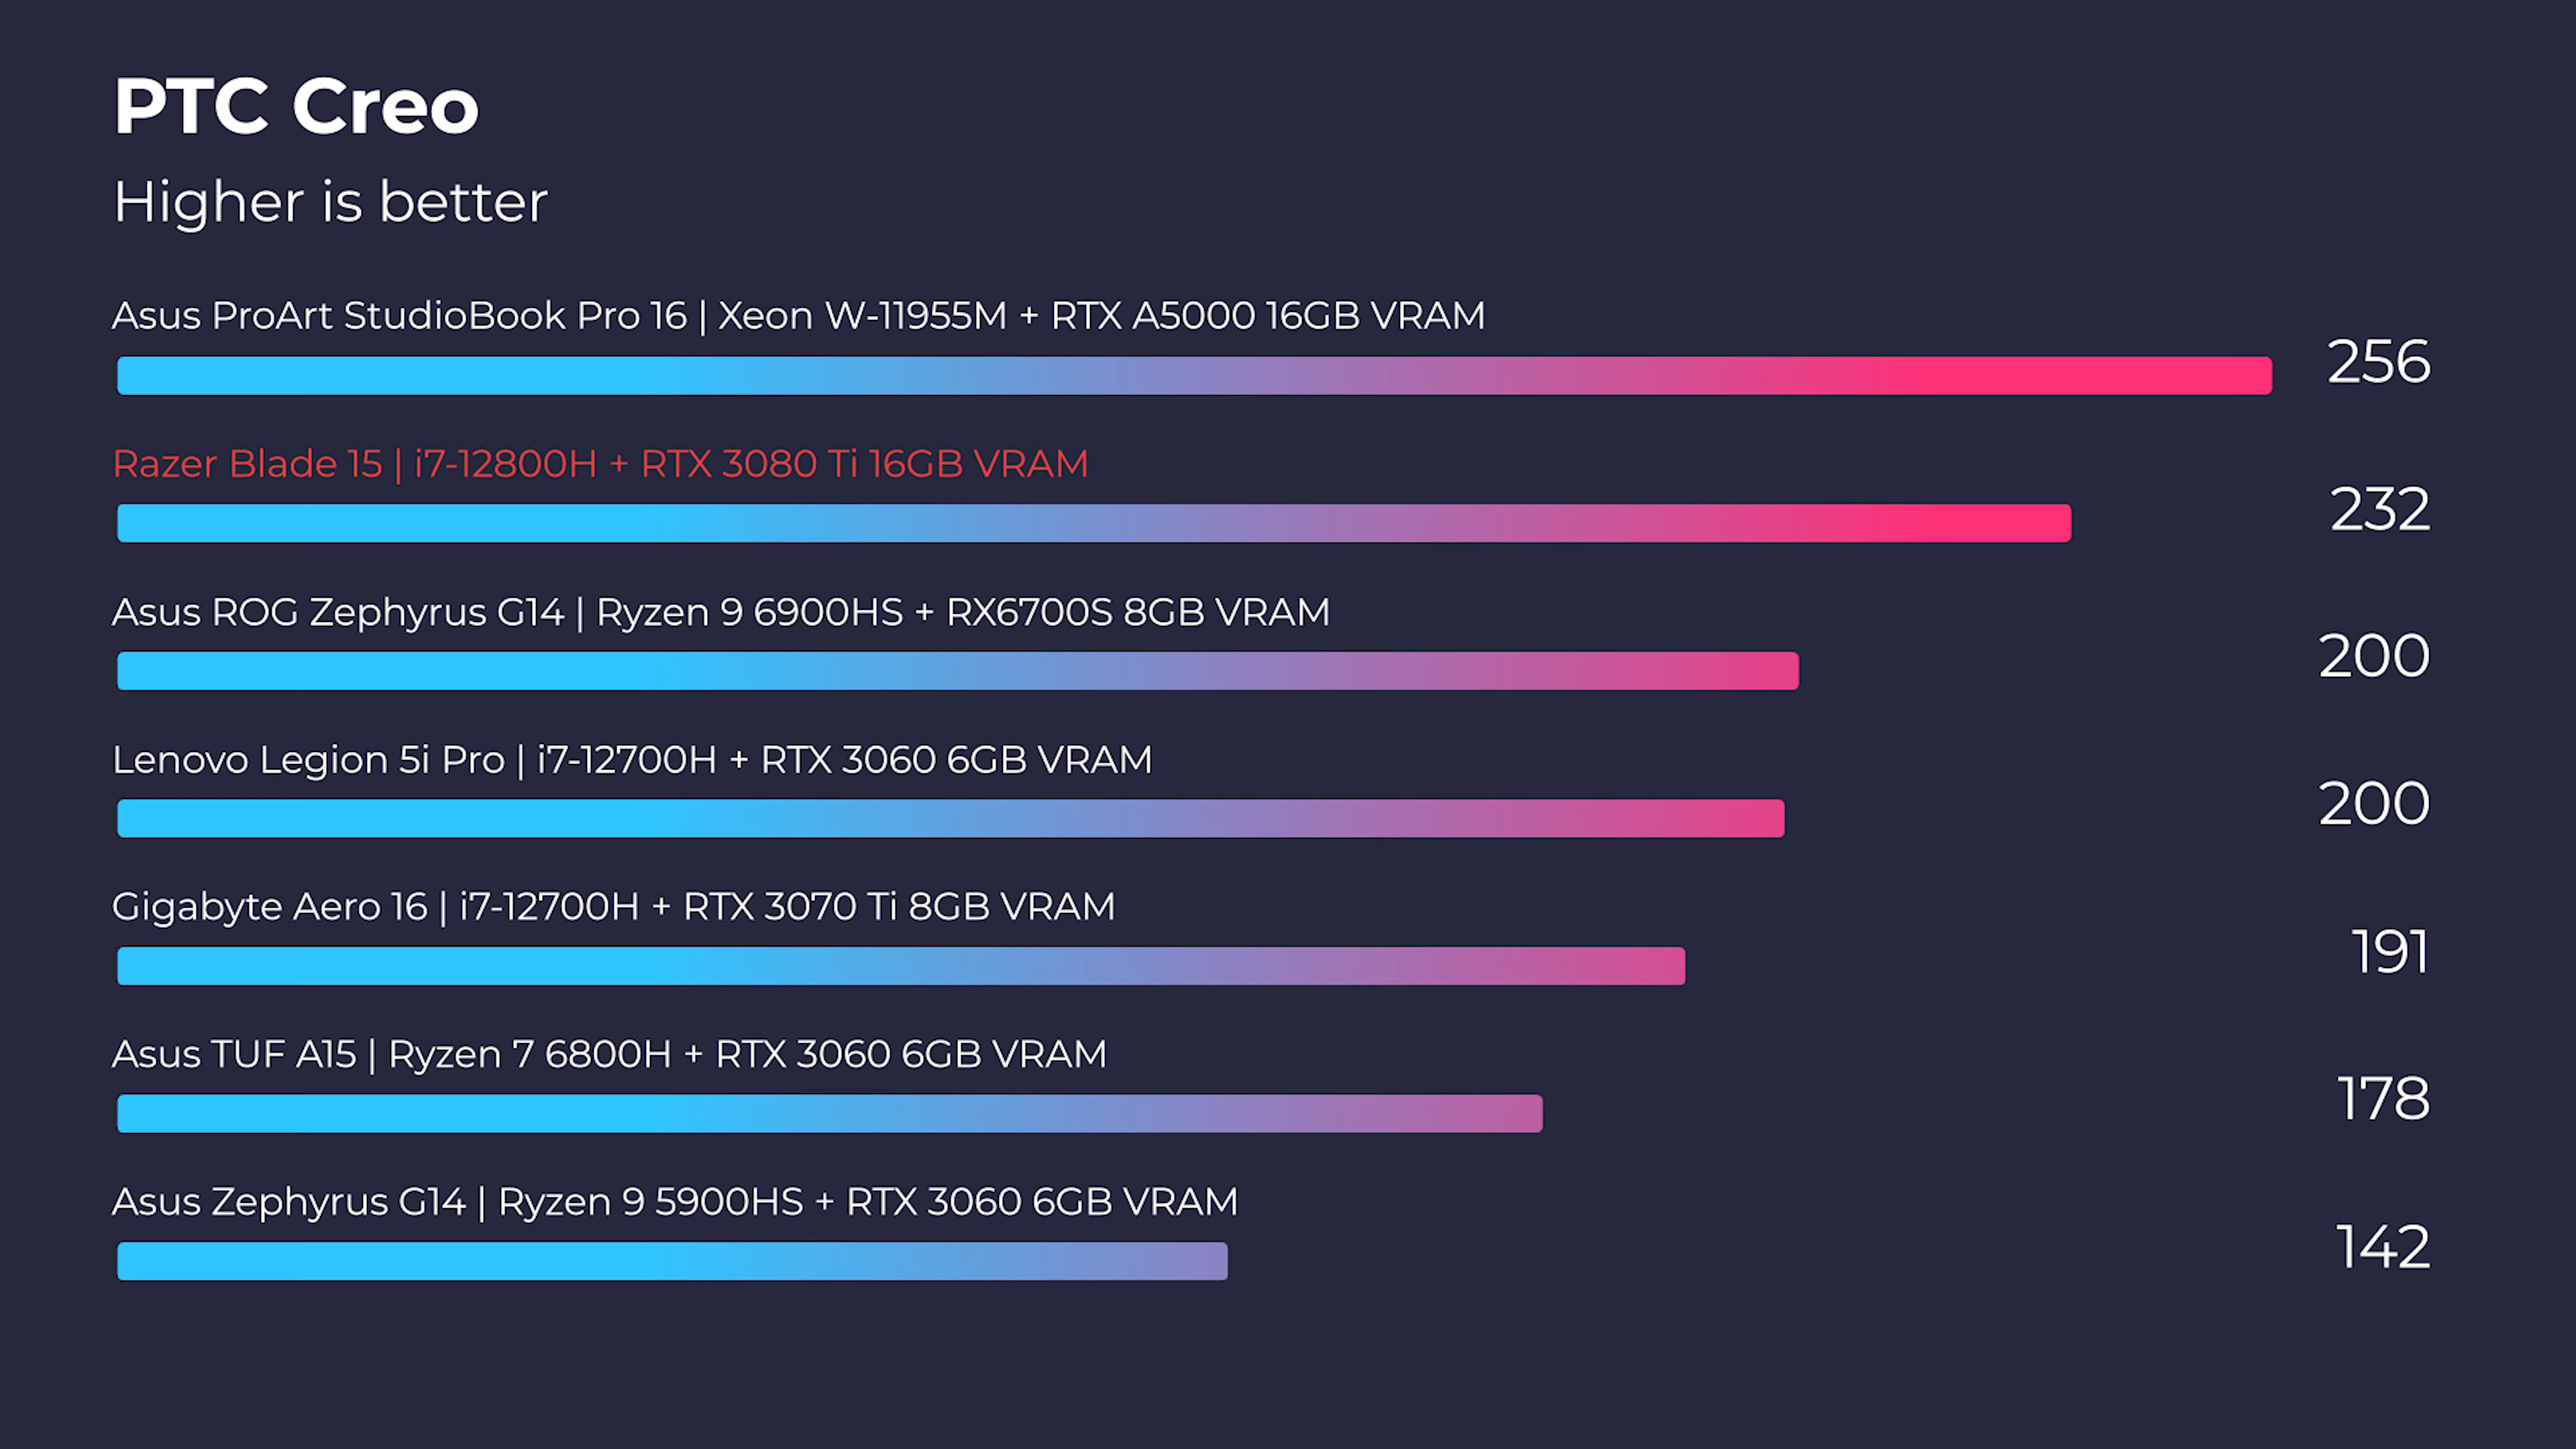 PTC Creo
Higher is better
Asus ProArt StudioBook Pro 16 | Xeon W-11955M + RTX A5000 16GB VRAM
256
Razer Blade 15 | i7-12800H + RTX 3080 Ti 16GB VRAM
232
Asus ROG Zephyrus G14 | Ryzen 9 6900HS + RX6700S 8GB VRAM
200
Lenovo Legion 5i Pro | i7-12700H + RTX 3060 6GB VRAM
200
Gigabyte Aero 16 | i7-12700H + RTX 3070 Ti 8GB VRAM
191
Asus TUF A15 | Ryzen 7 6800H + RTX 3060 6GB VRAM
178
Asus Zephyrus G14 | Ryzen 9 5900HS + RTX 3060 6GB VRAM
142